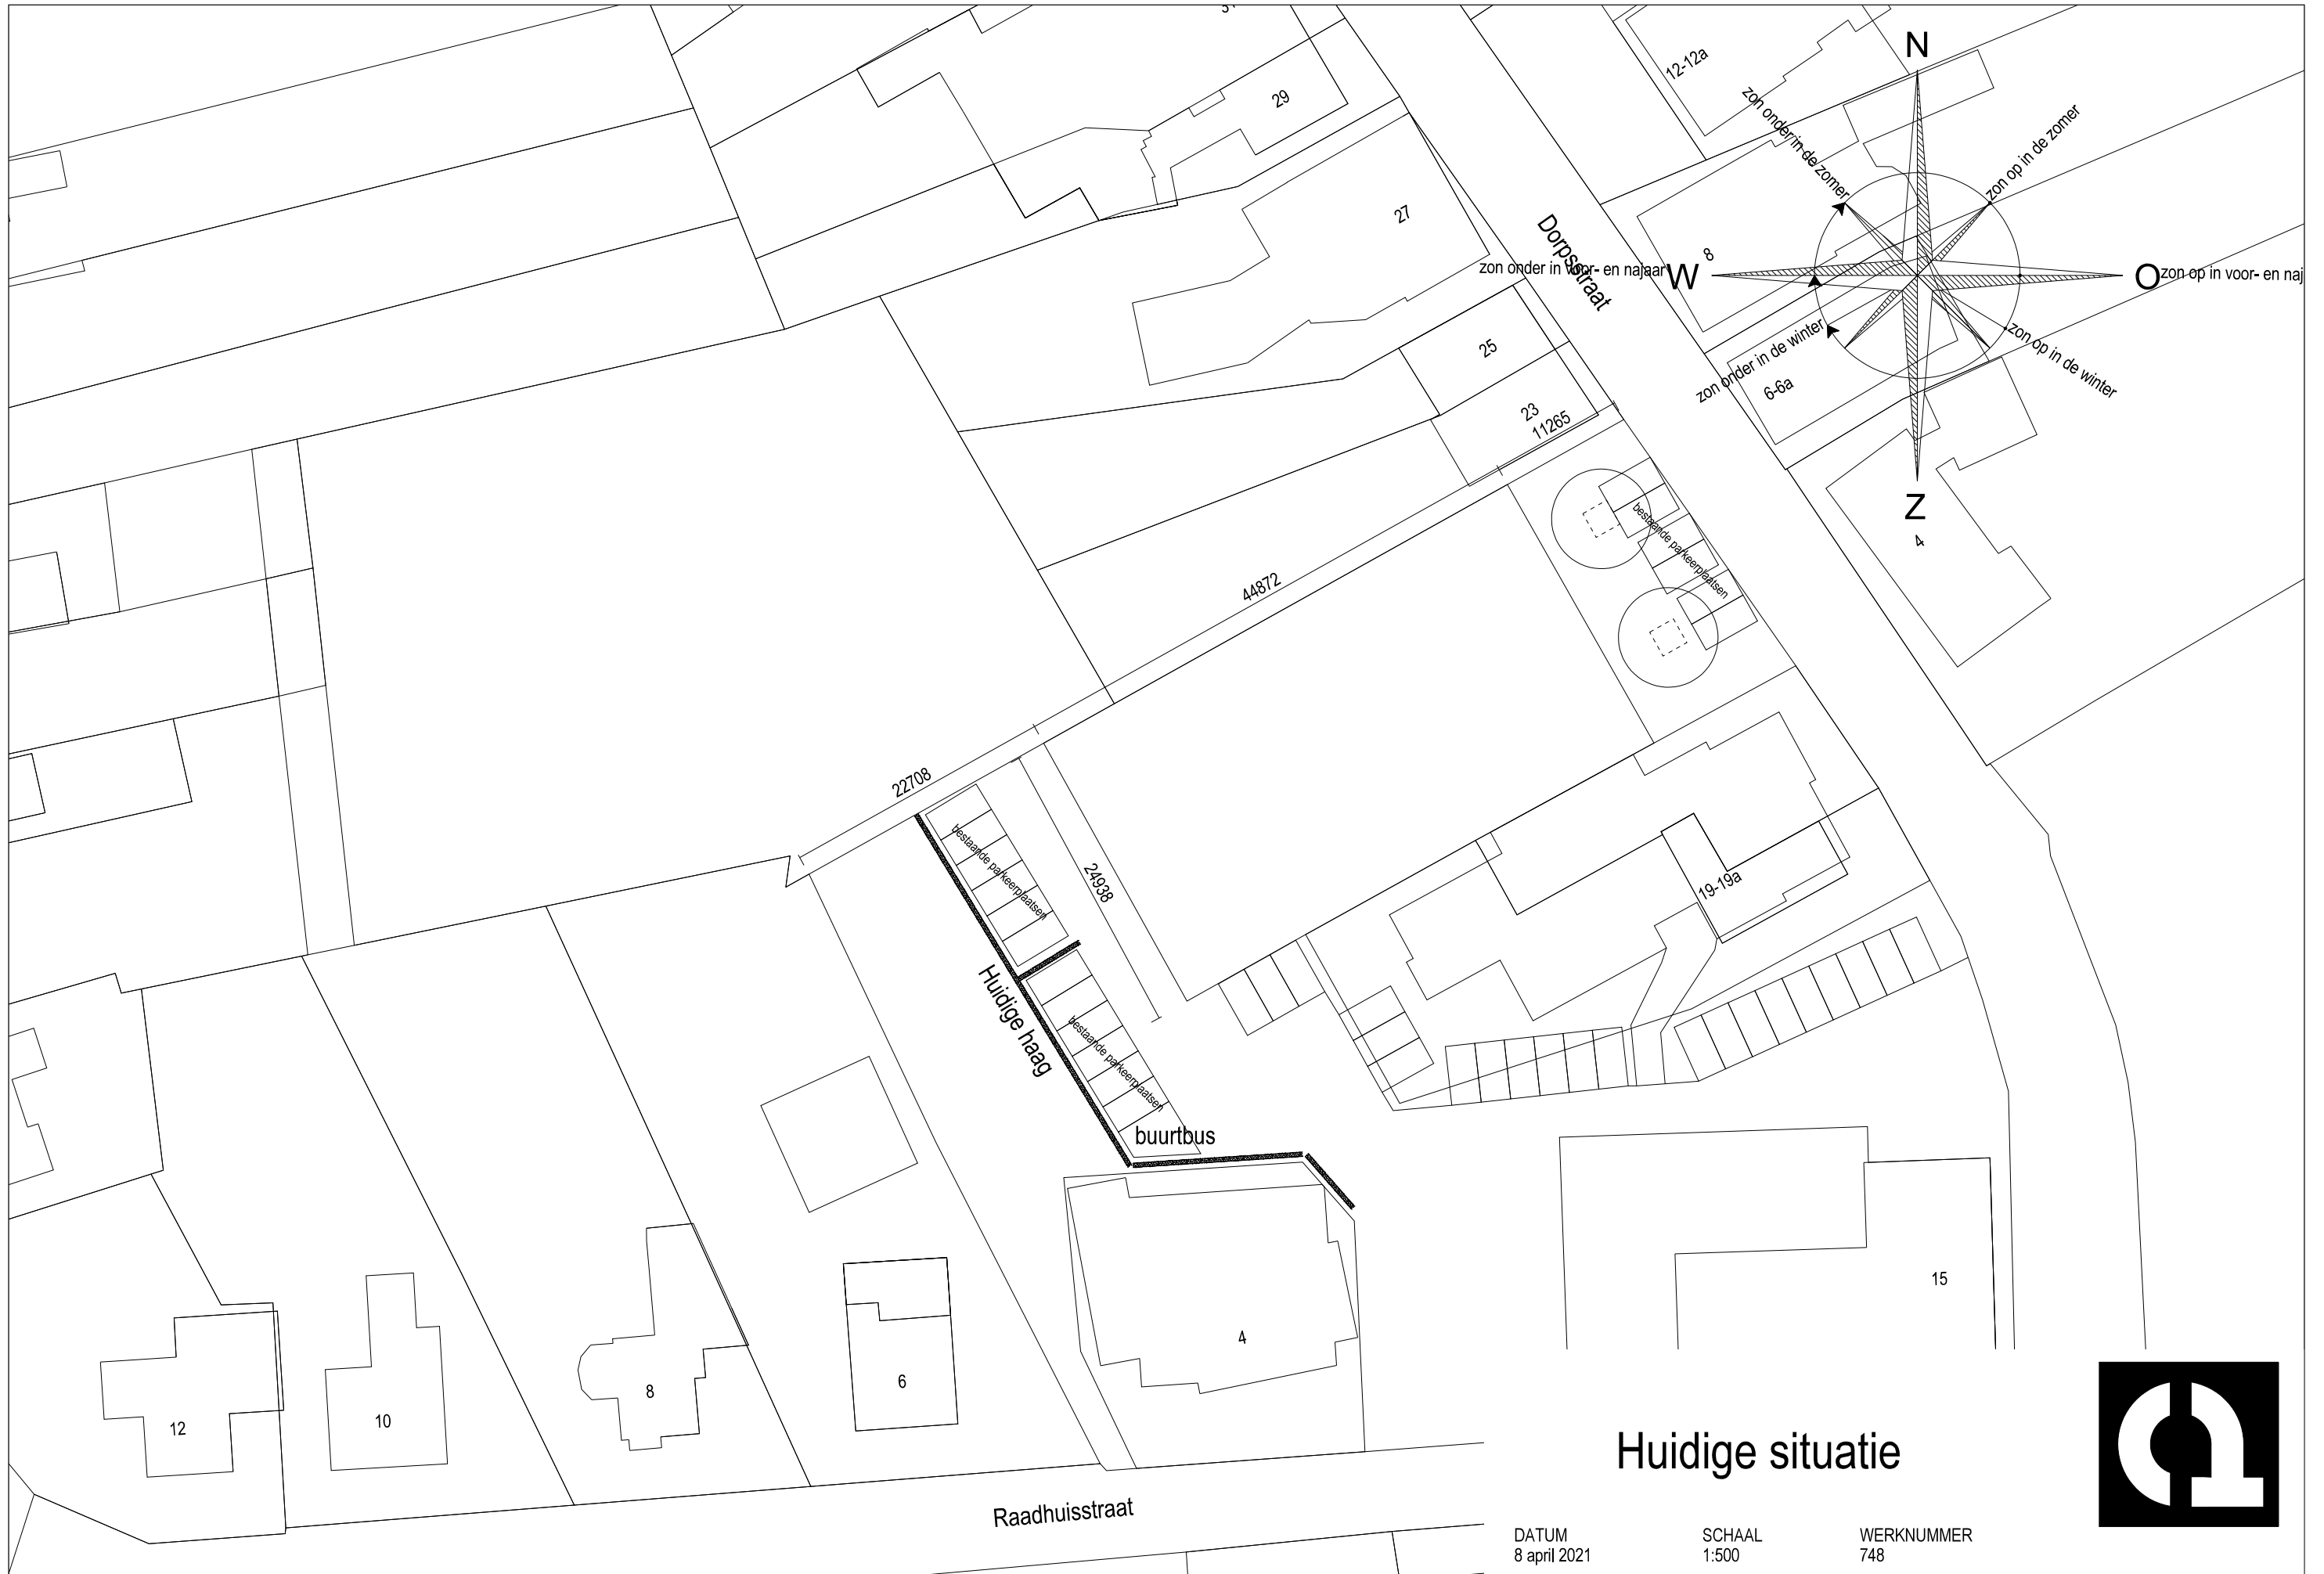 29
12-12a
N
zon onder in de zomer
zon op in de zomer
27
Dorpsstraat
8
zon onder in voor- en najaar
W
O
zon op in voor- en naj
25
zon onder in de winter
zon op in de winter
6-6a
23
11265
Z
4
bestaande parkeerplaatsen
44872
22708
bestaande parkeerplaatsen
24938
19-19a
Huidige haag
bestaande parkeerplaatsen
buurtbus
15
4
6
8
10
12
Raadhuisstraat
Huidige situatie
DATUM
8 april 2021
SCHAAL
1:500
WERKNUMMER
748